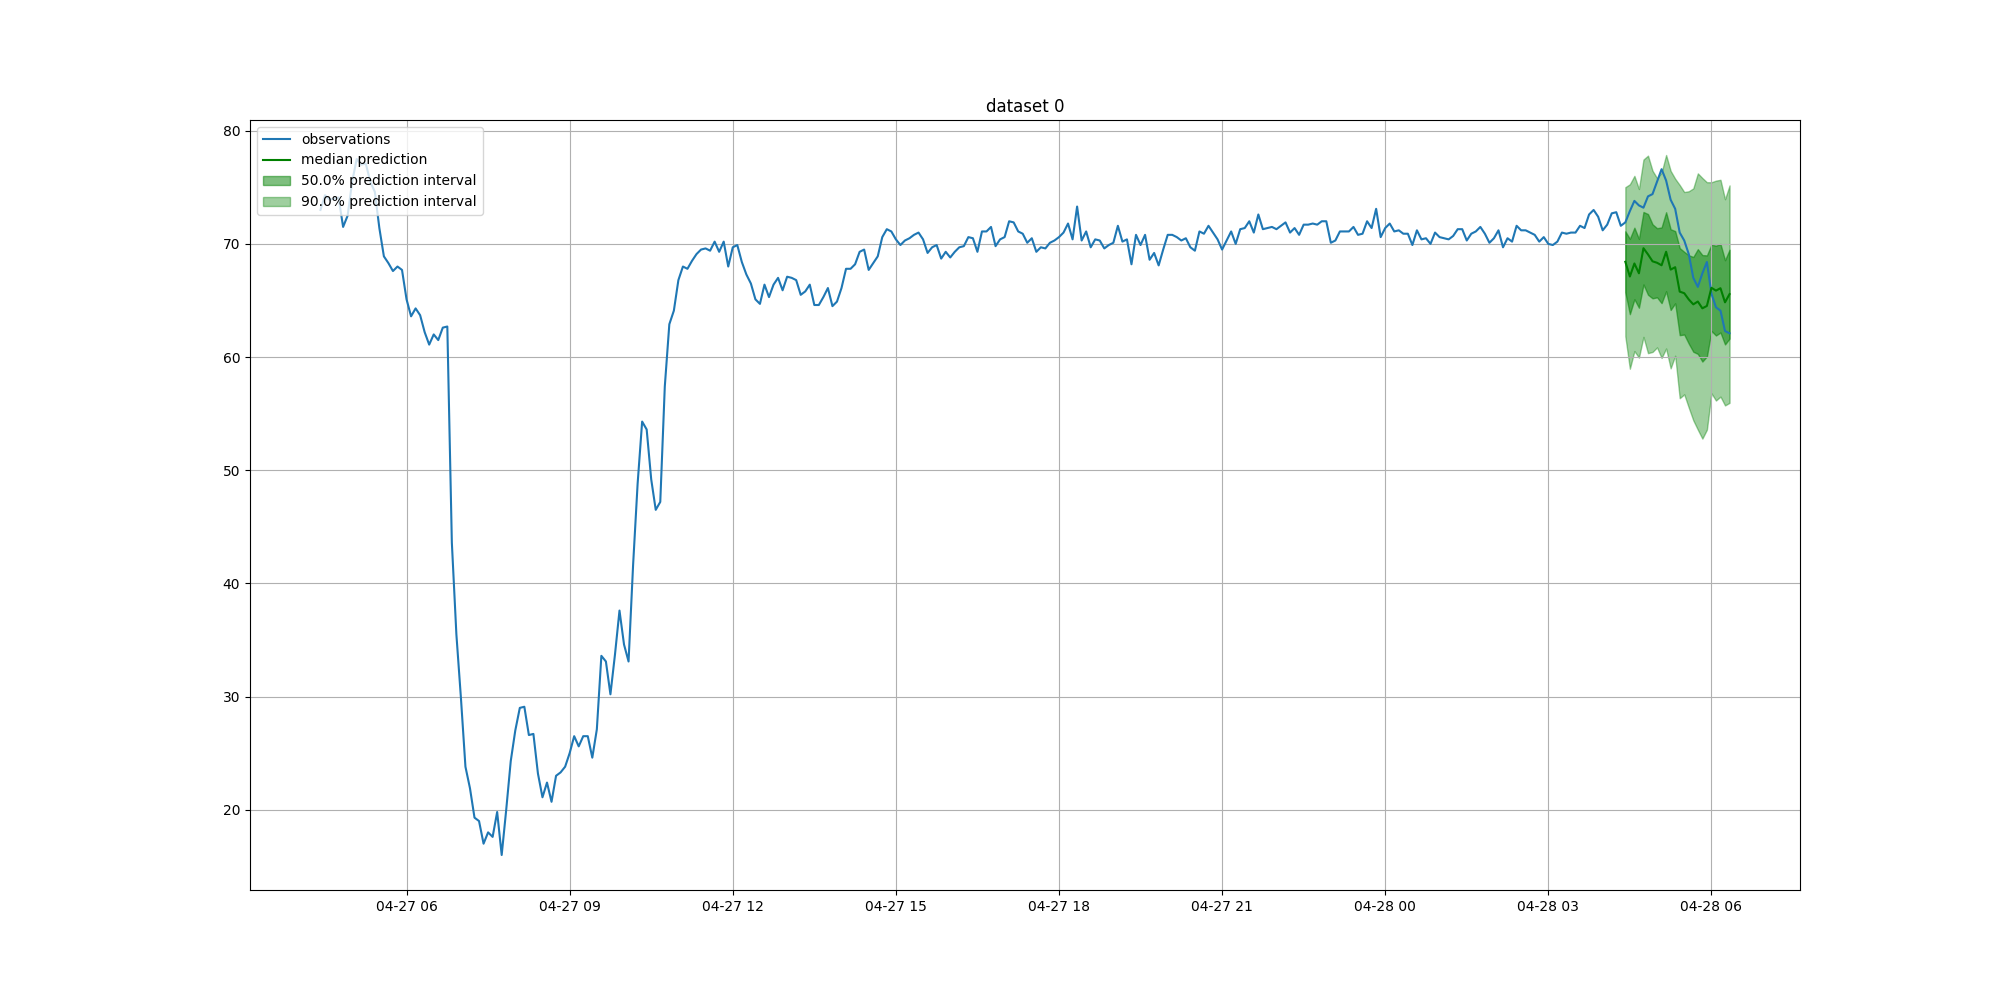 dataset 0
observations
median prediction
50.0% prediction interval
90.0% prediction interval
80
70
60
50
40
30
20
04-27 06 04-27 09 04-27 12 04-27 15 04-27 18 04-27 21 04-28 00 04-28 03 04-28 06